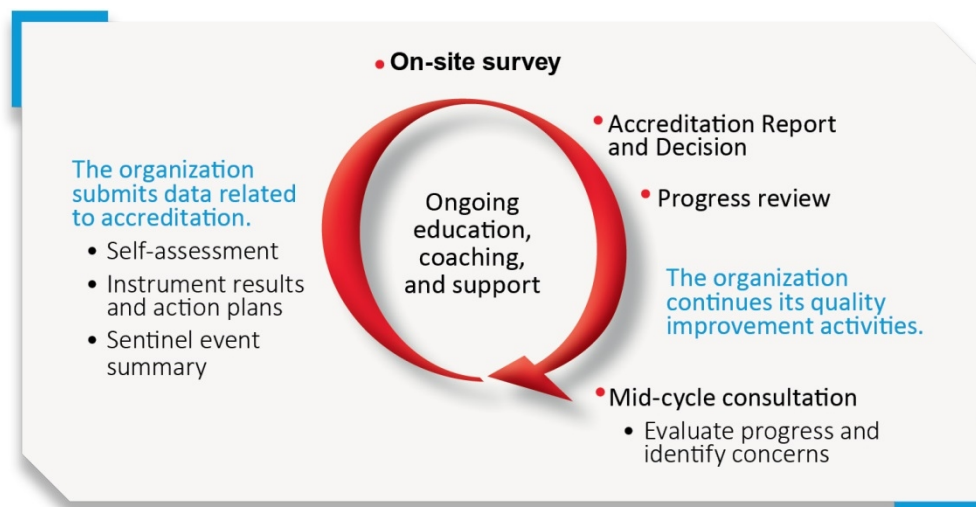 • On-site survey
• Accreditation Report
and Decision
• Progress review
The organization
submits data related
to accreditation.
• Self-assessment
• Instrument results
and action plans
• Sentinel event
summary
Ongoing
education,
coaching,
and support
The organization
continues its quality
improvement activities.
• Mid-cycle consultation
• Evaluate progress and
identify concerns